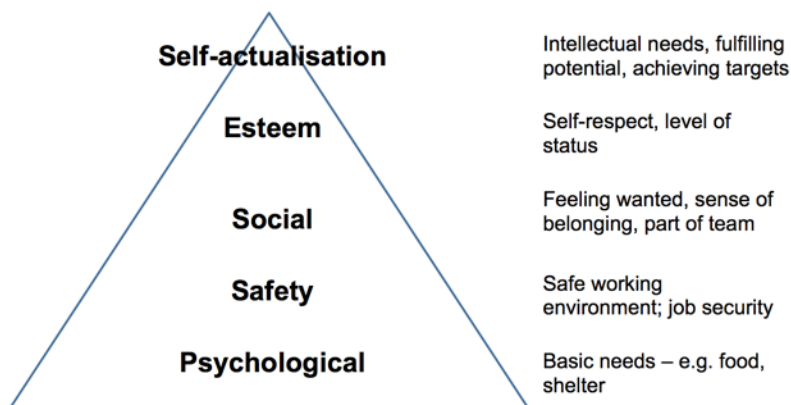 Self-actualisation
Intellectual needs, fulfilling
potential, achieving targets
Esteem
Self-respect, level of
status
Social
Feeling wanted, sense of
belonging, part of team
Safety
Safe working
environment; job security
Psychological
Basic needs – e.g. food,
shelter